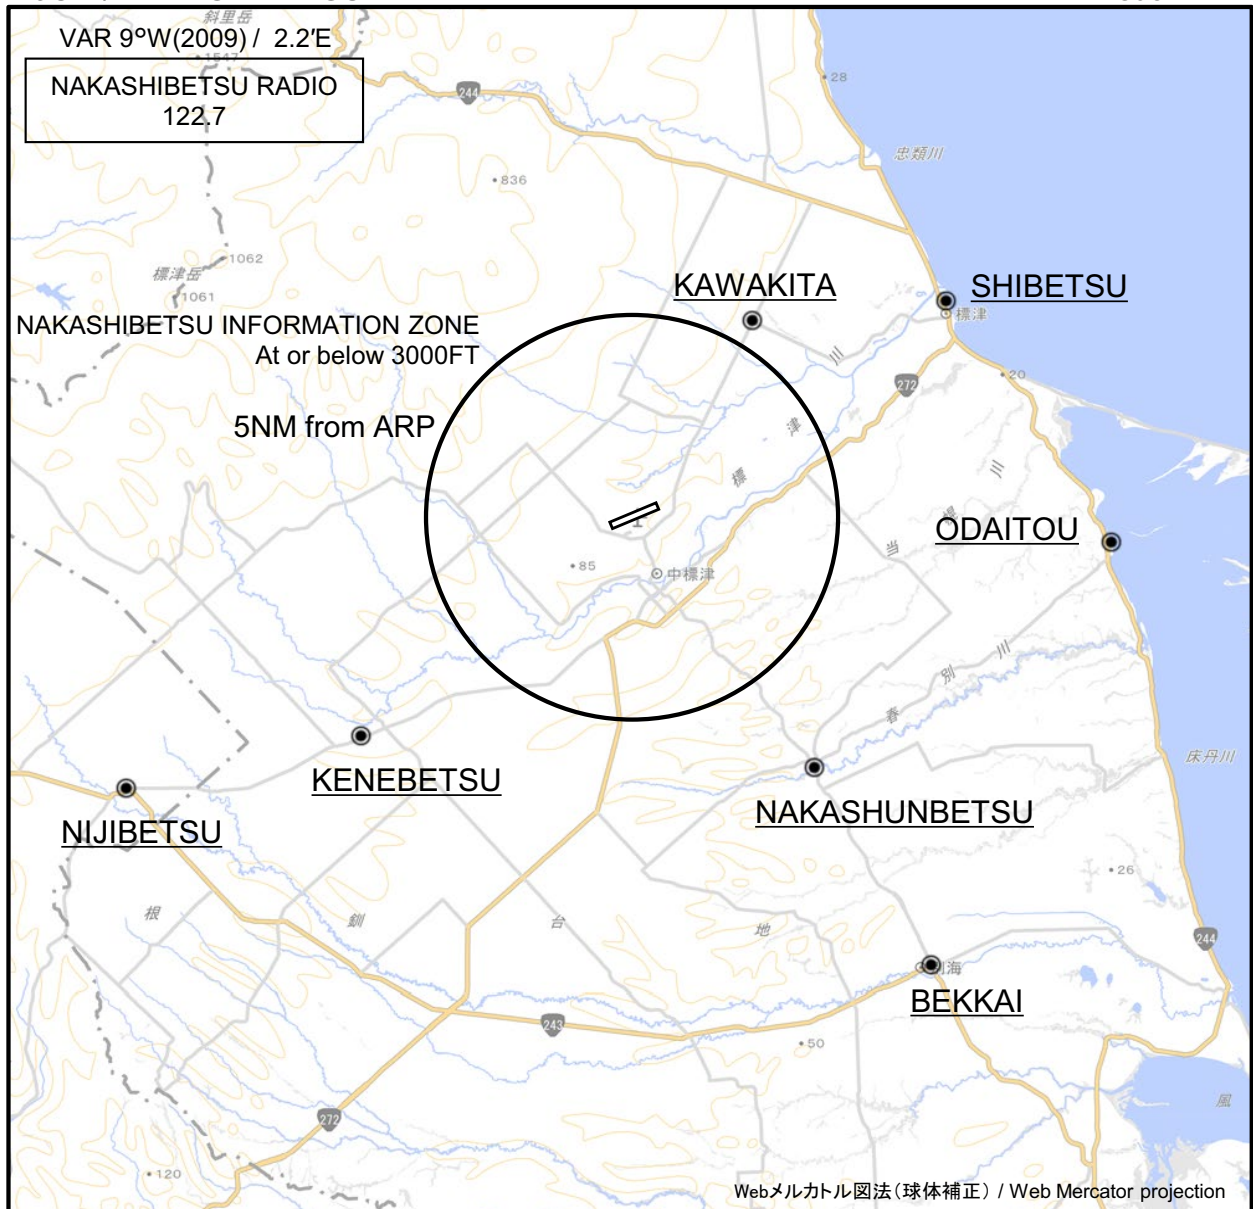 斜里岳
VAR 9°W(2009) / 2.2′E
1547
NAKASHIBETSU RADIO
122.7
244
28
忠類川
836
1062
標津岳
1061
KAWAKITA
SHIBETSU
標津
NAKASHIBETSU INFORMATION ZONE
At or below 3000FT
川
20
272
5NM from ARP
津
標
川
幌
当
ODAITOU
85
中標津
川
別
春
床丹川
KENEBETSU
NIJIBETSU
NAKASHUNBETSU
26
根
釧
台
地
244
別海
BEKKAI
243
50
風
272
120
Webメルカトル図法(球体補正) / Web Mercator projection